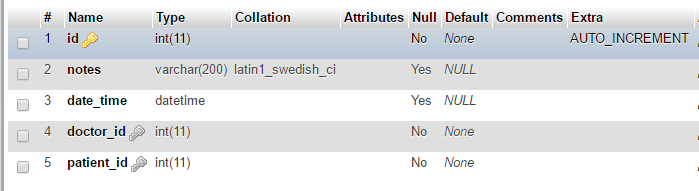 # Name Type Collation Attributes Null Default Comments Extra
1 id int(11) No None AUTO_INCREMENT
2 notes varchar(200) latin1_swedish_ci Yes NULL
3 date_time datetime Yes NULL
4 doctor_id int(11) No None
5 patient_id int(11) No None